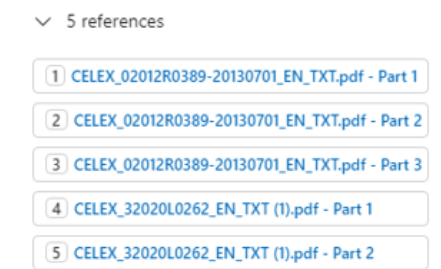 5 references
1 CELEX_02012R0389-20130701_EN_TXT.pdf - Part 1
2 CELEX_02012R0389-20130701_EN_TXT.pdf - Part 2
3 CELEX_02012R0389-20130701_EN_TXT.pdf - Part 3
4 CELEX_32020L0262_EN_TXT (1).pdf - Part 1
5 CELEX_32020L0262_EN_TXT (1).pdf - Part 2